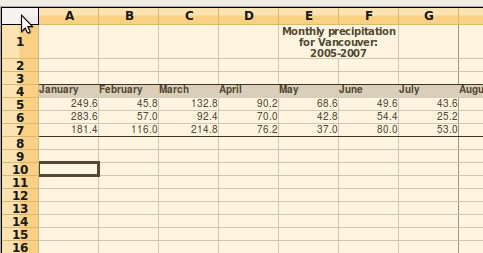 A B C D E F G
1 Monthly precipitation
for Vancouver:
2005-2007
2
3
4 January February March April May June July Augu
5 249.6 45.8 132.8 90.2 68.6 49.6 43.6
6 283.6 57.0 92.4 70.0 42.8 54.4 25.2
7 181.4 116.0 214.8 76.2 37.0 80.0 53.0
8
9
10
11
12
13
14
15
16